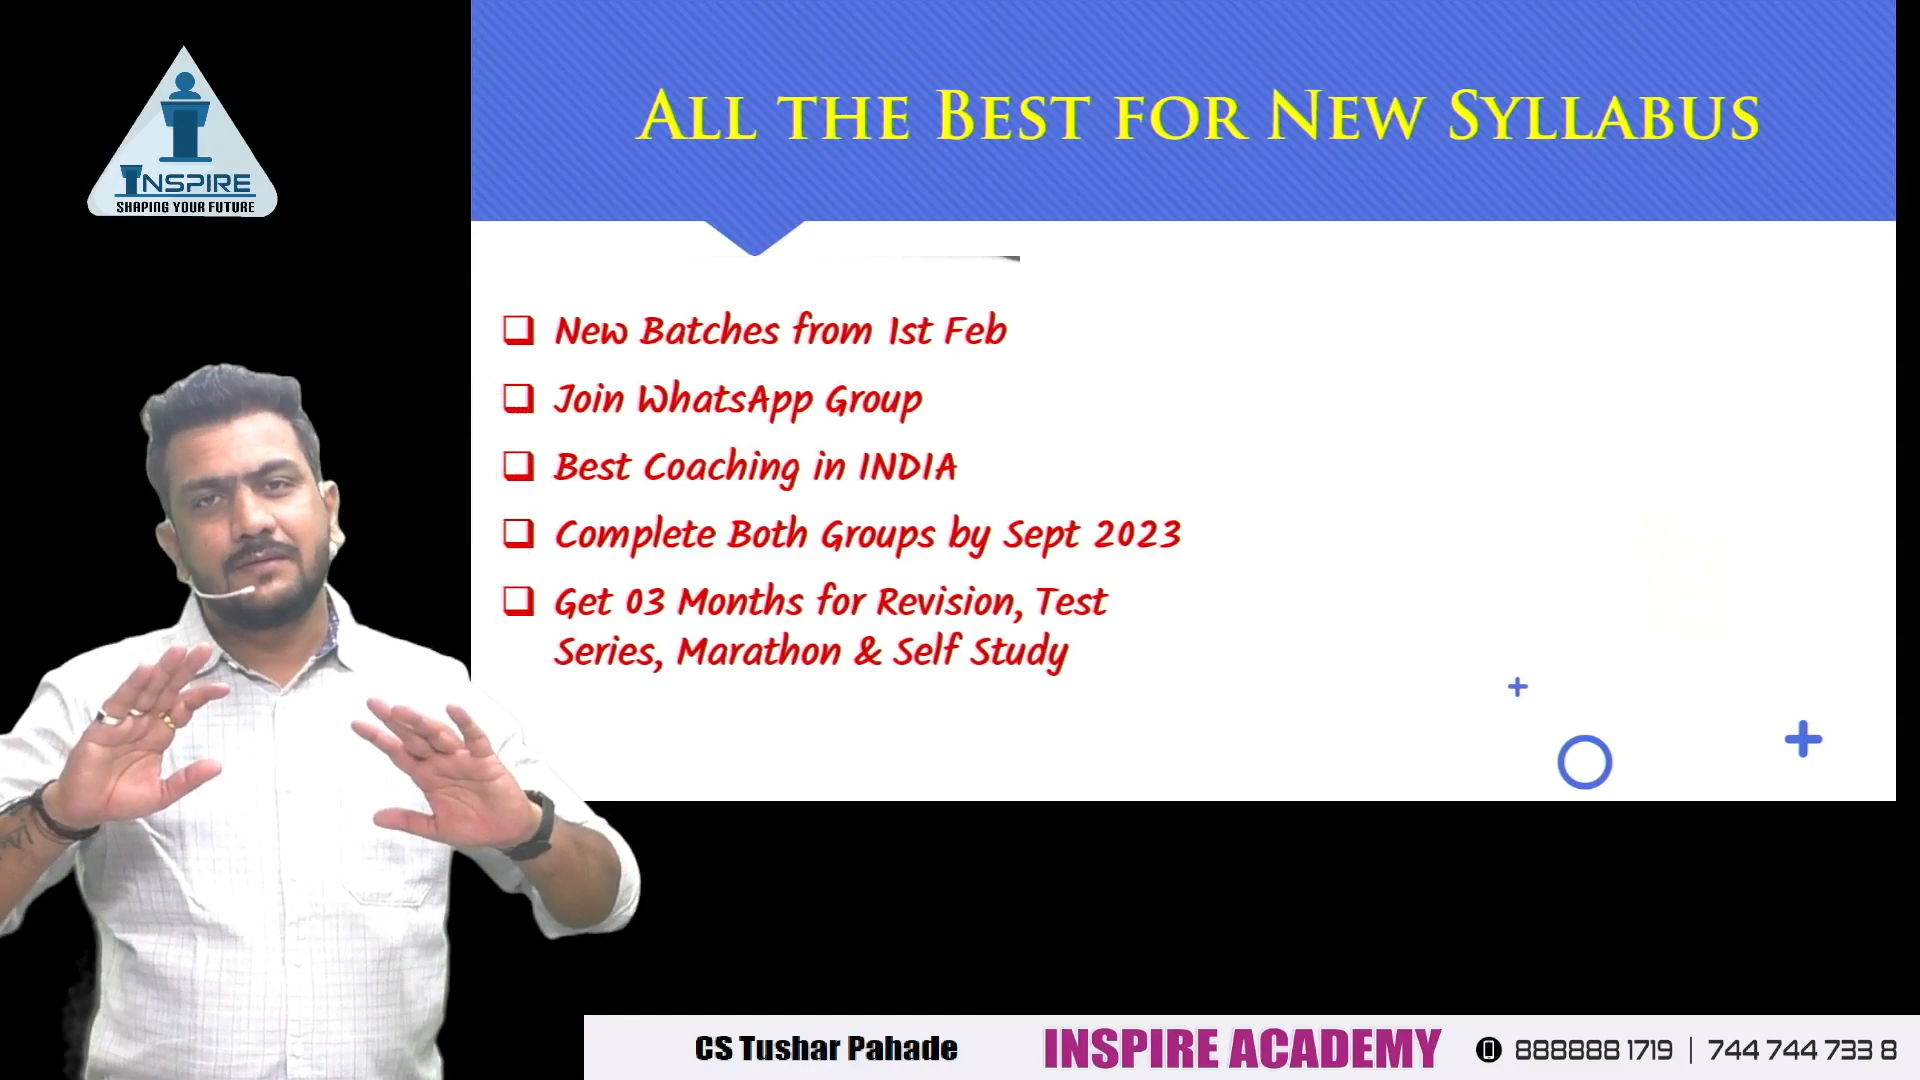 INSPIRE
SHAPING YOUR FUTURE
ALL THE BEST FOR NEW SYLLABUS
New Batches from 1st Feb
Join WhatsApp Group
Best Coaching in INDIA
Complete Both Groups by Sept 2023
Get 03 Months for Revision, Test
Series, Marathon & Self Study
CS Tushar Pahade INSPIRE ACADEMY 888888 1719 | 744 744 733 8